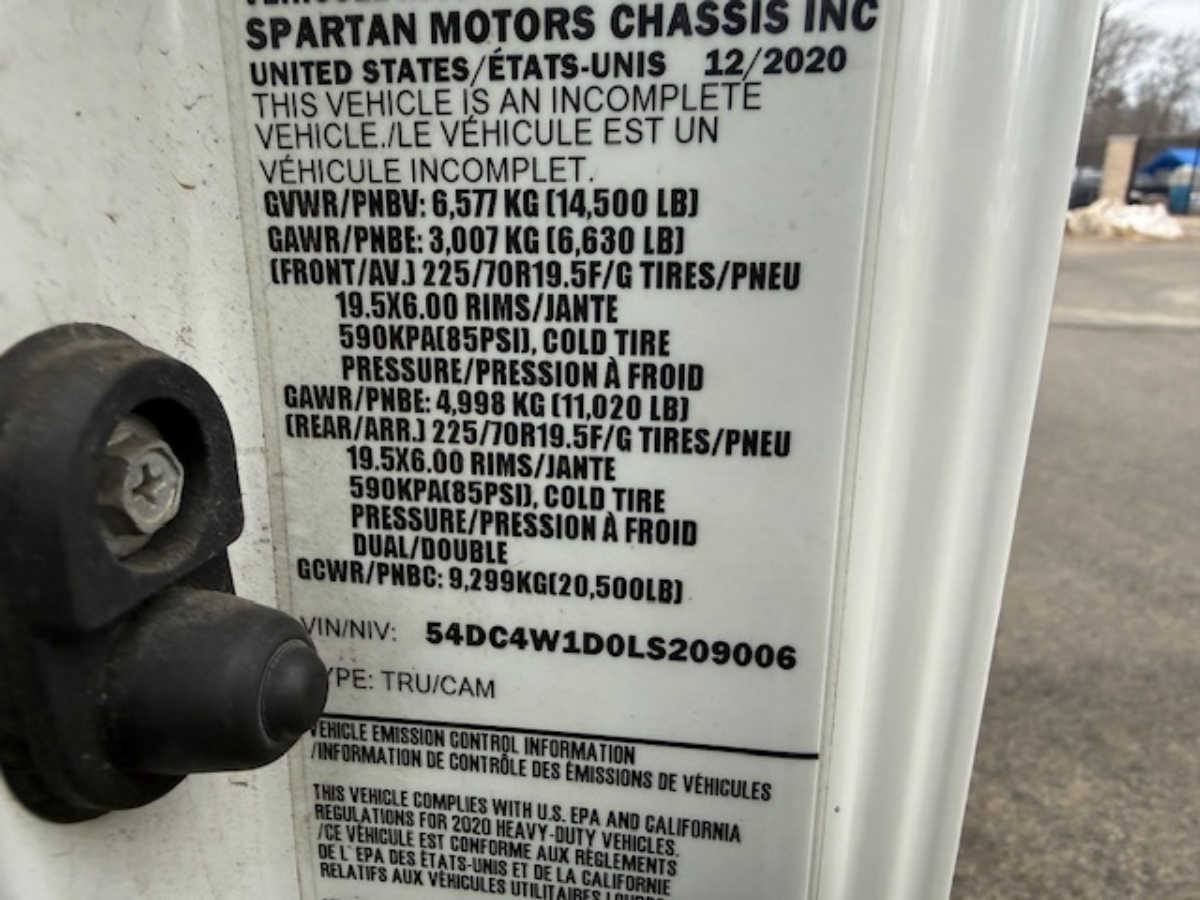 SPARTAN MOTORS CHASSIS INC
UNITED STATES/ÉTATS-UNIS 12/2020
THIS VEHICLE IS AN INCOMPLETE
VEHICLE./LE VÉHICULE EST UN
VÉHICULE INCOMPLET.
GVWR/PNBV: 6,577 KG (14,500 LB)
GAWR/PNBE: 3,007 KG (6,630 LB)
(FRONT/AV.) 225/70R19.5F/G TIRES/PNEU
19.5X6.00 RIMS/JANTE
590KPA(85PSI), COLD TIRE
PRESSURE/PRESSION À FROID
GAWR/PNBE: 4,998 KG (11,020 LB)
(REAR/ARR.) 225/70R19.5F/G TIRES/PNEU
19.5X6.00 RIMS/JANTE
590KPA(85PSI), COLD TIRE
PRESSURE/PRESSION À FROID
DUAL/DOUBLE
GCWR/PNBC: 9,299KG(20,500LB)
VIN/NIV: 54DC4W1D0LS209006
YPE: TRU/CAM
VEHICLE EMISSION CONTROL INFORMATION
/INFORMATION DE CONTRÔLE DES ÉMISSIONS DE VÉHICULES
THIS VEHICLE COMPLIES WITH U.S. EPA AND CALIFORNIA
REGULATIONS FOR 2020 HEAVY-DUTY VEHICLES.
/CE VÉHICULE EST CONFORME AUX RÈGLEMENTS
DE L'EPA DES ÉTATS-UNIS ET DE LA CALIFORNIE
RELATIFS AUX VÉHICULES UTILITAIRES